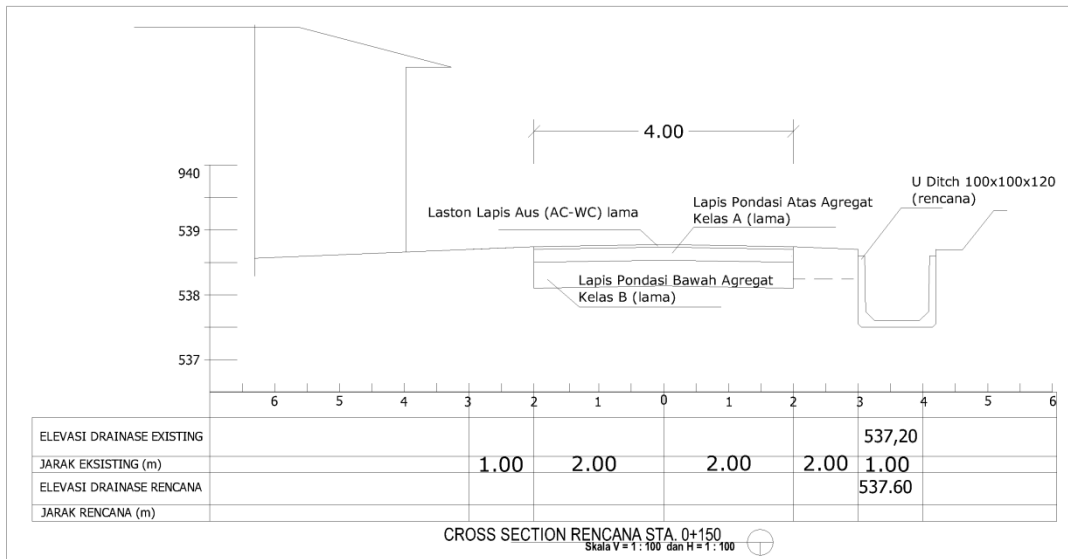 4.00
940
539
538
537
U Ditch 100x100x120
(rencana)
Lapis Pondasi Atas Agregat
Kelas A (lama)
Laston Lapis Aus (AC-WC) lama
Lapis Pondasi Bawah Agregat
Kelas B (lama)
6 5 4 3 2 1 0 1 2 3 4 5 6
ELEVASI DRAINASE EXISTING 537,20
JARAK EKSISTING (m) 1.00 2.00 2.00 2.00 1.00
ELEVASI DRAINASE RENCANA 537.60
JARAK RENCANA (m)
CROSS SECTION RENCANA STA. 0+150
Skala V = 1 : 100 dan H = 1 : 100